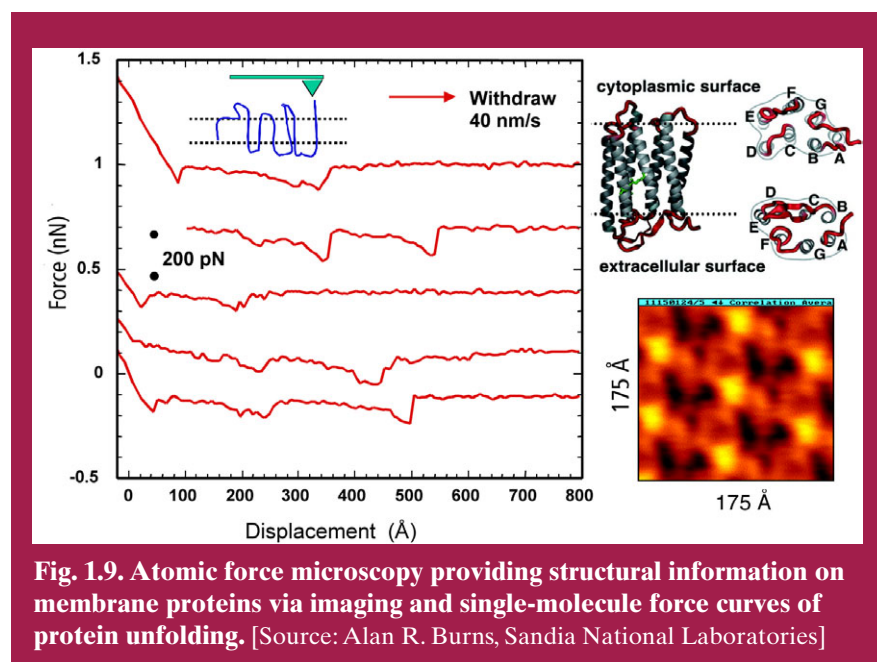 1.5
1
0.5
0
-0.5
Force (nN)
0 100 200 300 400 500 600 700 800
Displacement (Å)
Withdraw
40 nm/s
200 pN
cytoplasmic surface
extracellular surface
F
G
E
D
C
B
A
D
C
B
E
F
G
A
175 Å
175 Å
Fig. 1.9. Atomic force microscopy providing structural information on
membrane proteins via imaging and single-molecule force curves of
protein unfolding. [Source: Alan R. Burns, Sandia National Laboratories]